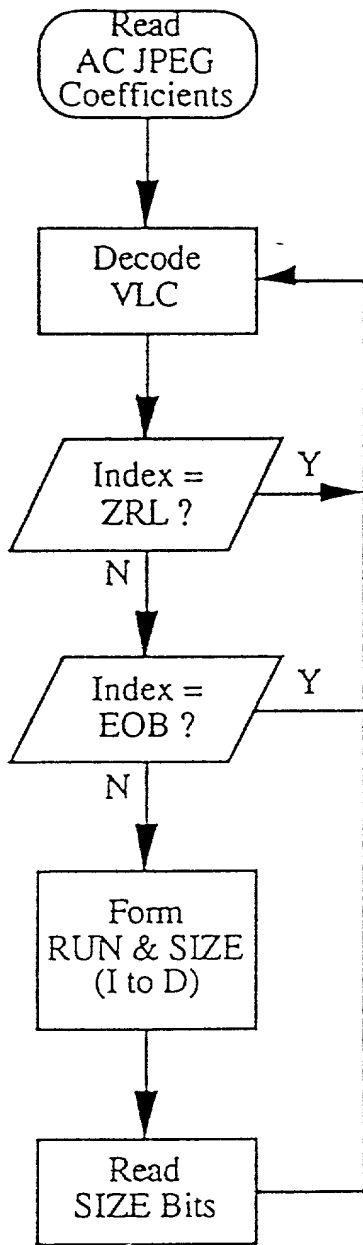 Read
AC JPEG
Coefficients
Decode
VLC
Index =
ZRL ?
Y
N
Index =
EOB ?
Y
N
Form
RUN & SIZE
(I to D)
Read
SIZE Bits